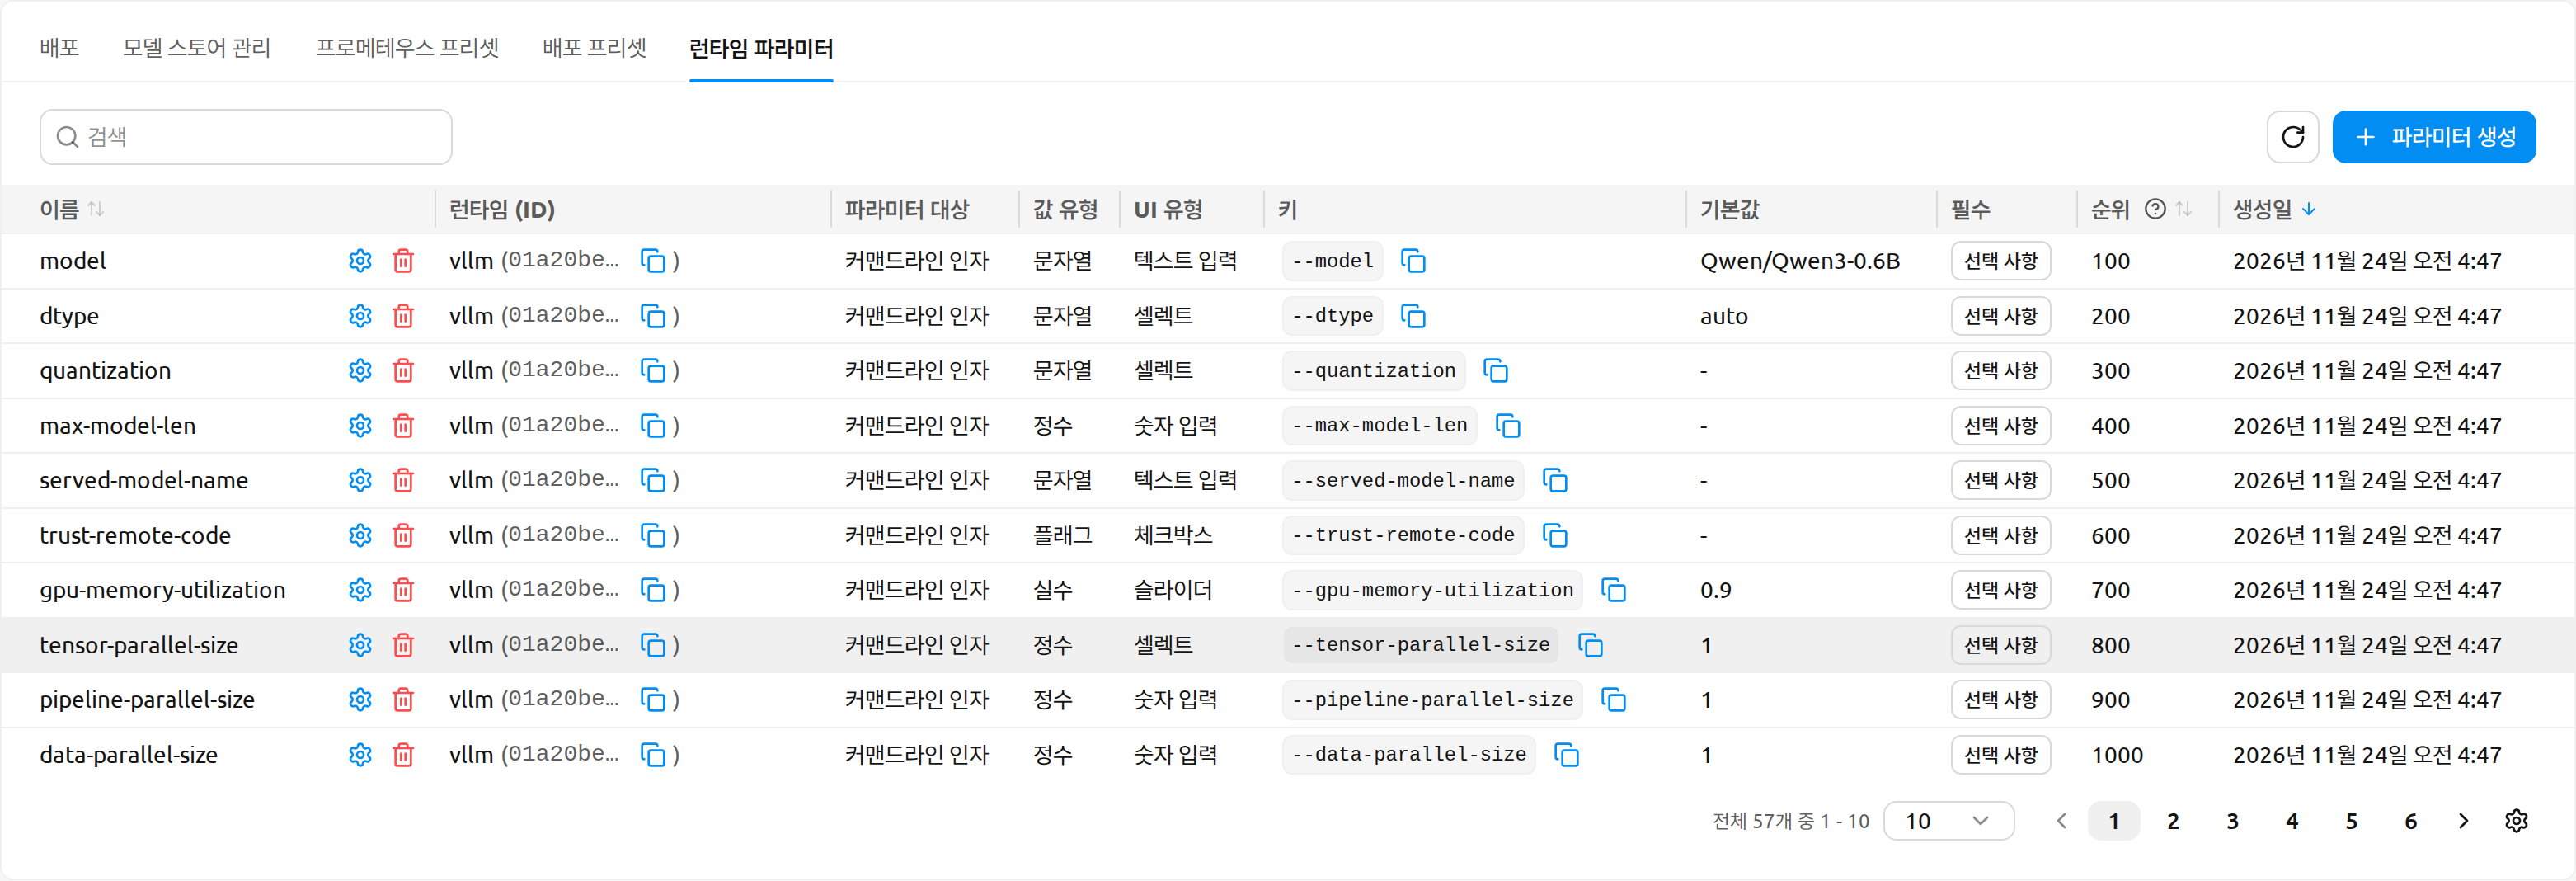 배포 모델 스토어 관리 프로메테우스 프리셋 배포 프리셋 런타임 파라미터
검색
+ 파라미터 생성
이름 런타임 (ID) 파라미터 대상 값 유형 UI 유형 키 기본값 필수 순위 생성일
model vllm (01a20be… ) 커맨드라인 인자 문자열 텍스트 입력 --model Qwen/Qwen3-0.6B 선택 사항 100 2026년 11월 24일 오전 4:47
dtype vllm (01a20be… ) 커맨드라인 인자 문자열 셀렉트 --dtype auto 선택 사항 200 2026년 11월 24일 오전 4:47
quantization vllm (01a20be… ) 커맨드라인 인자 문자열 셀렉트 --quantization - 선택 사항 300 2026년 11월 24일 오전 4:47
max-model-len vllm (01a20be… ) 커맨드라인 인자 정수 숫자 입력 --max-model-len - 선택 사항 400 2026년 11월 24일 오전 4:47
served-model-name vllm (01a20be… ) 커맨드라인 인자 문자열 텍스트 입력 --served-model-name - 선택 사항 500 2026년 11월 24일 오전 4:47
trust-remote-code vllm (01a20be… ) 커맨드라인 인자 플래그 체크박스 --trust-remote-code - 선택 사항 600 2026년 11월 24일 오전 4:47
gpu-memory-utilization vllm (01a20be… ) 커맨드라인 인자 실수 슬라이더 --gpu-memory-utilization 0.9 선택 사항 700 2026년 11월 24일 오전 4:47
tensor-parallel-size vllm (01a20be… ) 커맨드라인 인자 정수 셀렉트 --tensor-parallel-size 1 선택 사항 800 2026년 11월 24일 오전 4:47
pipeline-parallel-size vllm (01a20be… ) 커맨드라인 인자 정수 숫자 입력 --pipeline-parallel-size 1 선택 사항 900 2026년 11월 24일 오전 4:47
data-parallel-size vllm (01a20be… ) 커맨드라인 인자 정수 숫자 입력 --data-parallel-size 1 선택 사항 1000 2026년 11월 24일 오전 4:47
전체 57개 중 1 - 10 10 1 2 3 4 5 6